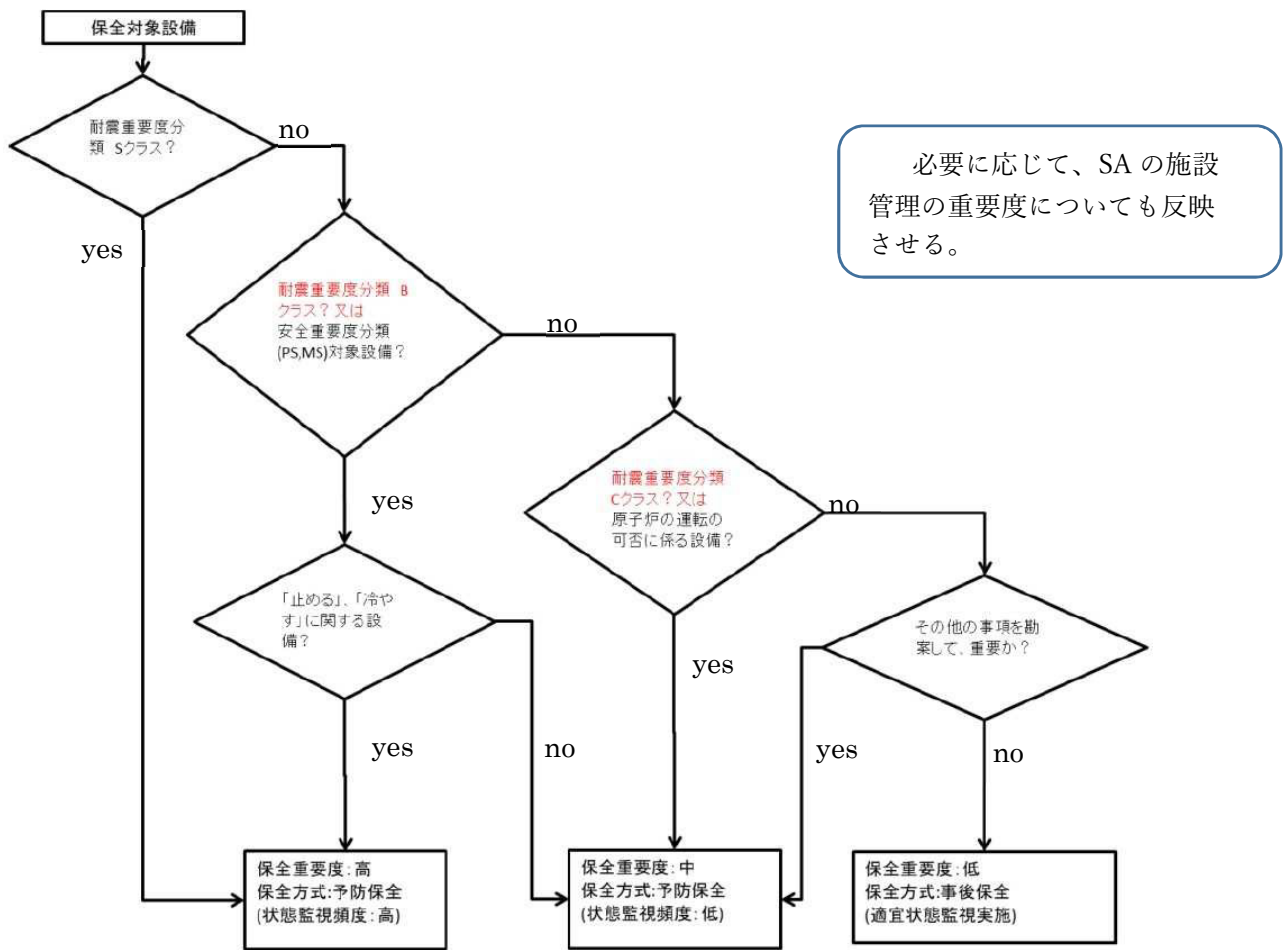 保全対象設備
耐震重要度分
類 Sクラス？
no
必要に応じて、SA の施設
管理の重要度についても反映
させる。
yes
耐震重要度分類 B
クラス？又は
安全重要度分類
(PS,MS)対象設備？
no
yes
耐震重要度分類
Cクラス？又は
原子炉の運転の
可否に係る設備？
no
「止める」、「冷や
す」に関する設
備？
その他の事項を勘
案して、重要か？
yes
yes
no
yes
no
保全重要度：高
保全方式：予防保全
(状態監視頻度：高)
保全重要度：中
保全方式：予防保全
(状態監視頻度：低)
保全重要度：低
保全方式：事後保全
(適宜状態監視実施)